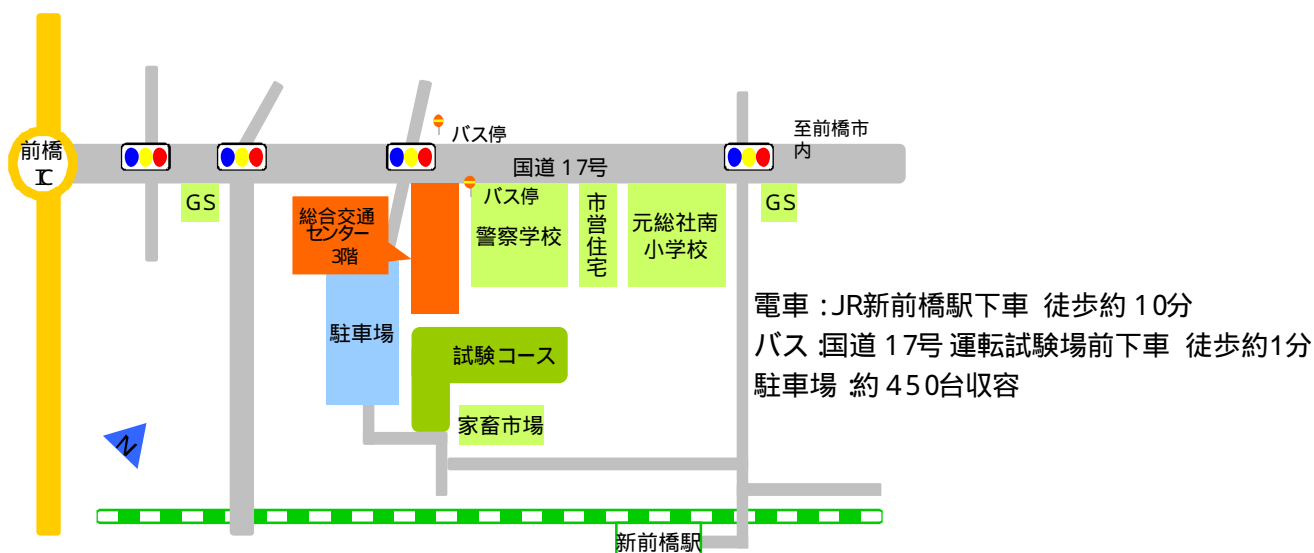 バス停
至前橋市
内
前橋
IC
国道 17号
GS
総合交通
センター
3階
バス停
警察学校
市営住宅
元総社南
小学校
GS
駐車場
試験コース
家畜市場
N
新前橋駅
電車 : JR新前橋駅下車 徒歩約 10分
バス :国道 17号 運転試験場前下車 徒歩約1分
駐車場 :約 450台収容